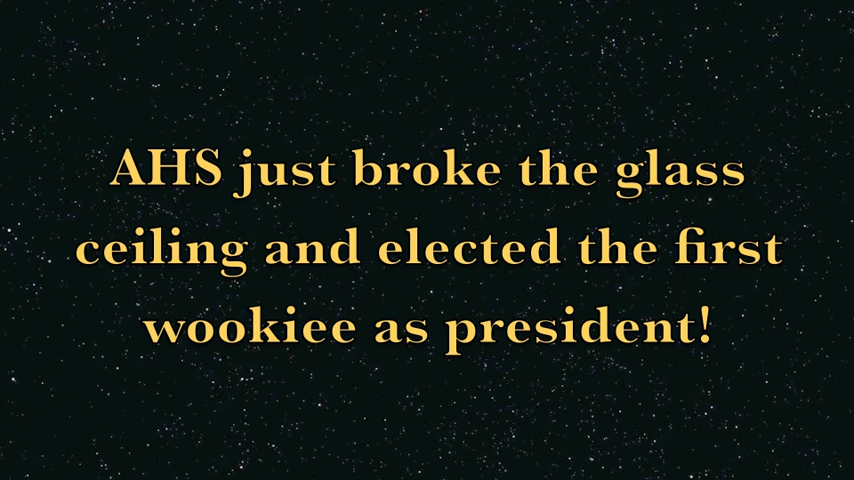 AHS just broke the glass
ceiling and elected the first
wookiee as president!